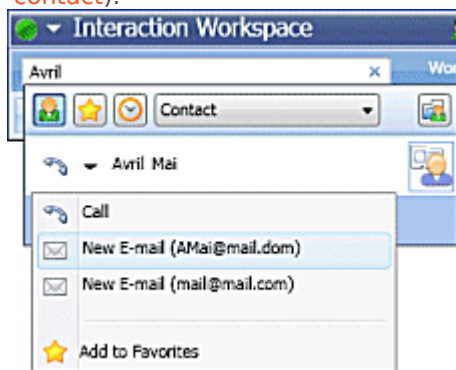 contact).
Interaction Workspace
Avril
Wor
Contact
Avril Mai
Call
New E-mail (AMai@mail.dom)
New E-mail (mail@mail.com)
Add to Favorites